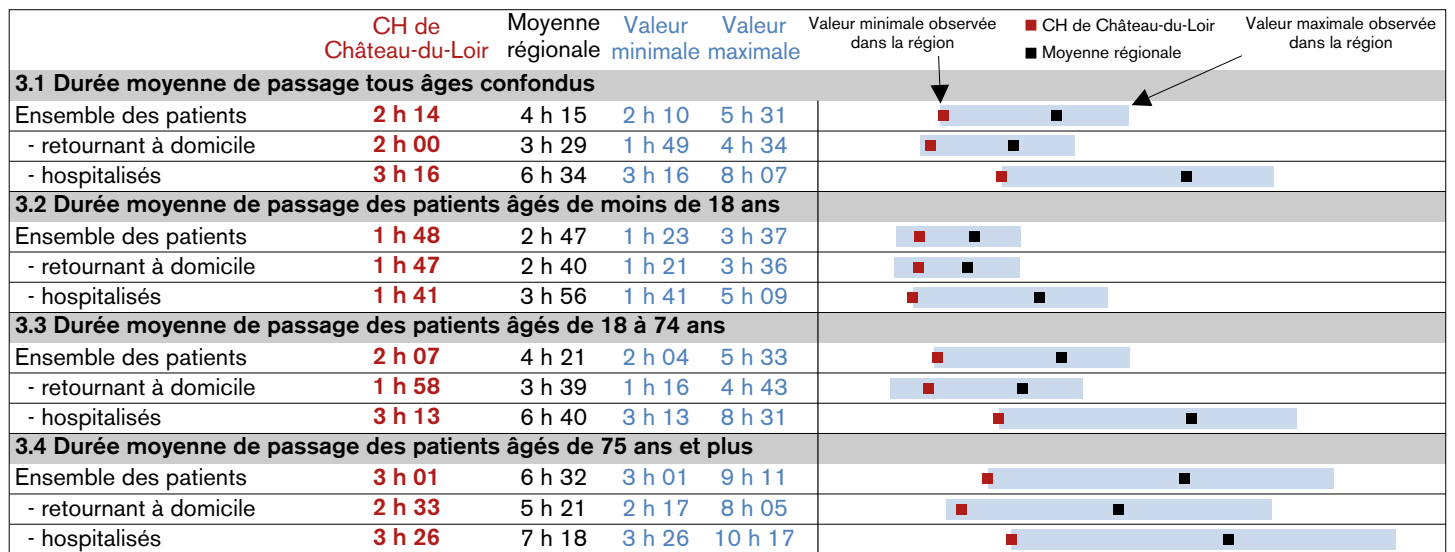 CH de Château-du-Loir Moyenne régionale Valeur minimale Valeur maximale Valeur minimale observée dans la région CH de Château-du-Loir Moyenne régionale Valeur maximale observée dans la région
3.1 Durée moyenne de passage tous âges confondus
Ensemble des patients 2 h 14 4 h 15 2 h 10 5 h 31
- retournant à domicile 2 h 00 3 h 29 1 h 49 4 h 34
- hospitalisés 3 h 16 6 h 34 3 h 16 8 h 07
3.2 Durée moyenne de passage des patients âgés de moins de 18 ans
Ensemble des patients 1 h 48 2 h 47 1 h 23 3 h 37
- retournant à domicile 1 h 47 2 h 40 1 h 21 3 h 36
- hospitalisés 1 h 41 3 h 56 1 h 41 5 h 09
3.3 Durée moyenne de passage des patients âgés de 18 à 74 ans
Ensemble des patients 2 h 07 4 h 21 2 h 04 5 h 33
- retournant à domicile 1 h 58 3 h 39 1 h 16 4 h 43
- hospitalisés 3 h 13 6 h 40 3 h 13 8 h 31
3.4 Durée moyenne de passage des patients âgés de 75 ans et plus
Ensemble des patients 3 h 01 6 h 32 3 h 01 9 h 11
- retournant à domicile 2 h 33 5 h 21 2 h 17 8 h 05
- hospitalisés 3 h 26 7 h 18 3 h 26 10 h 17